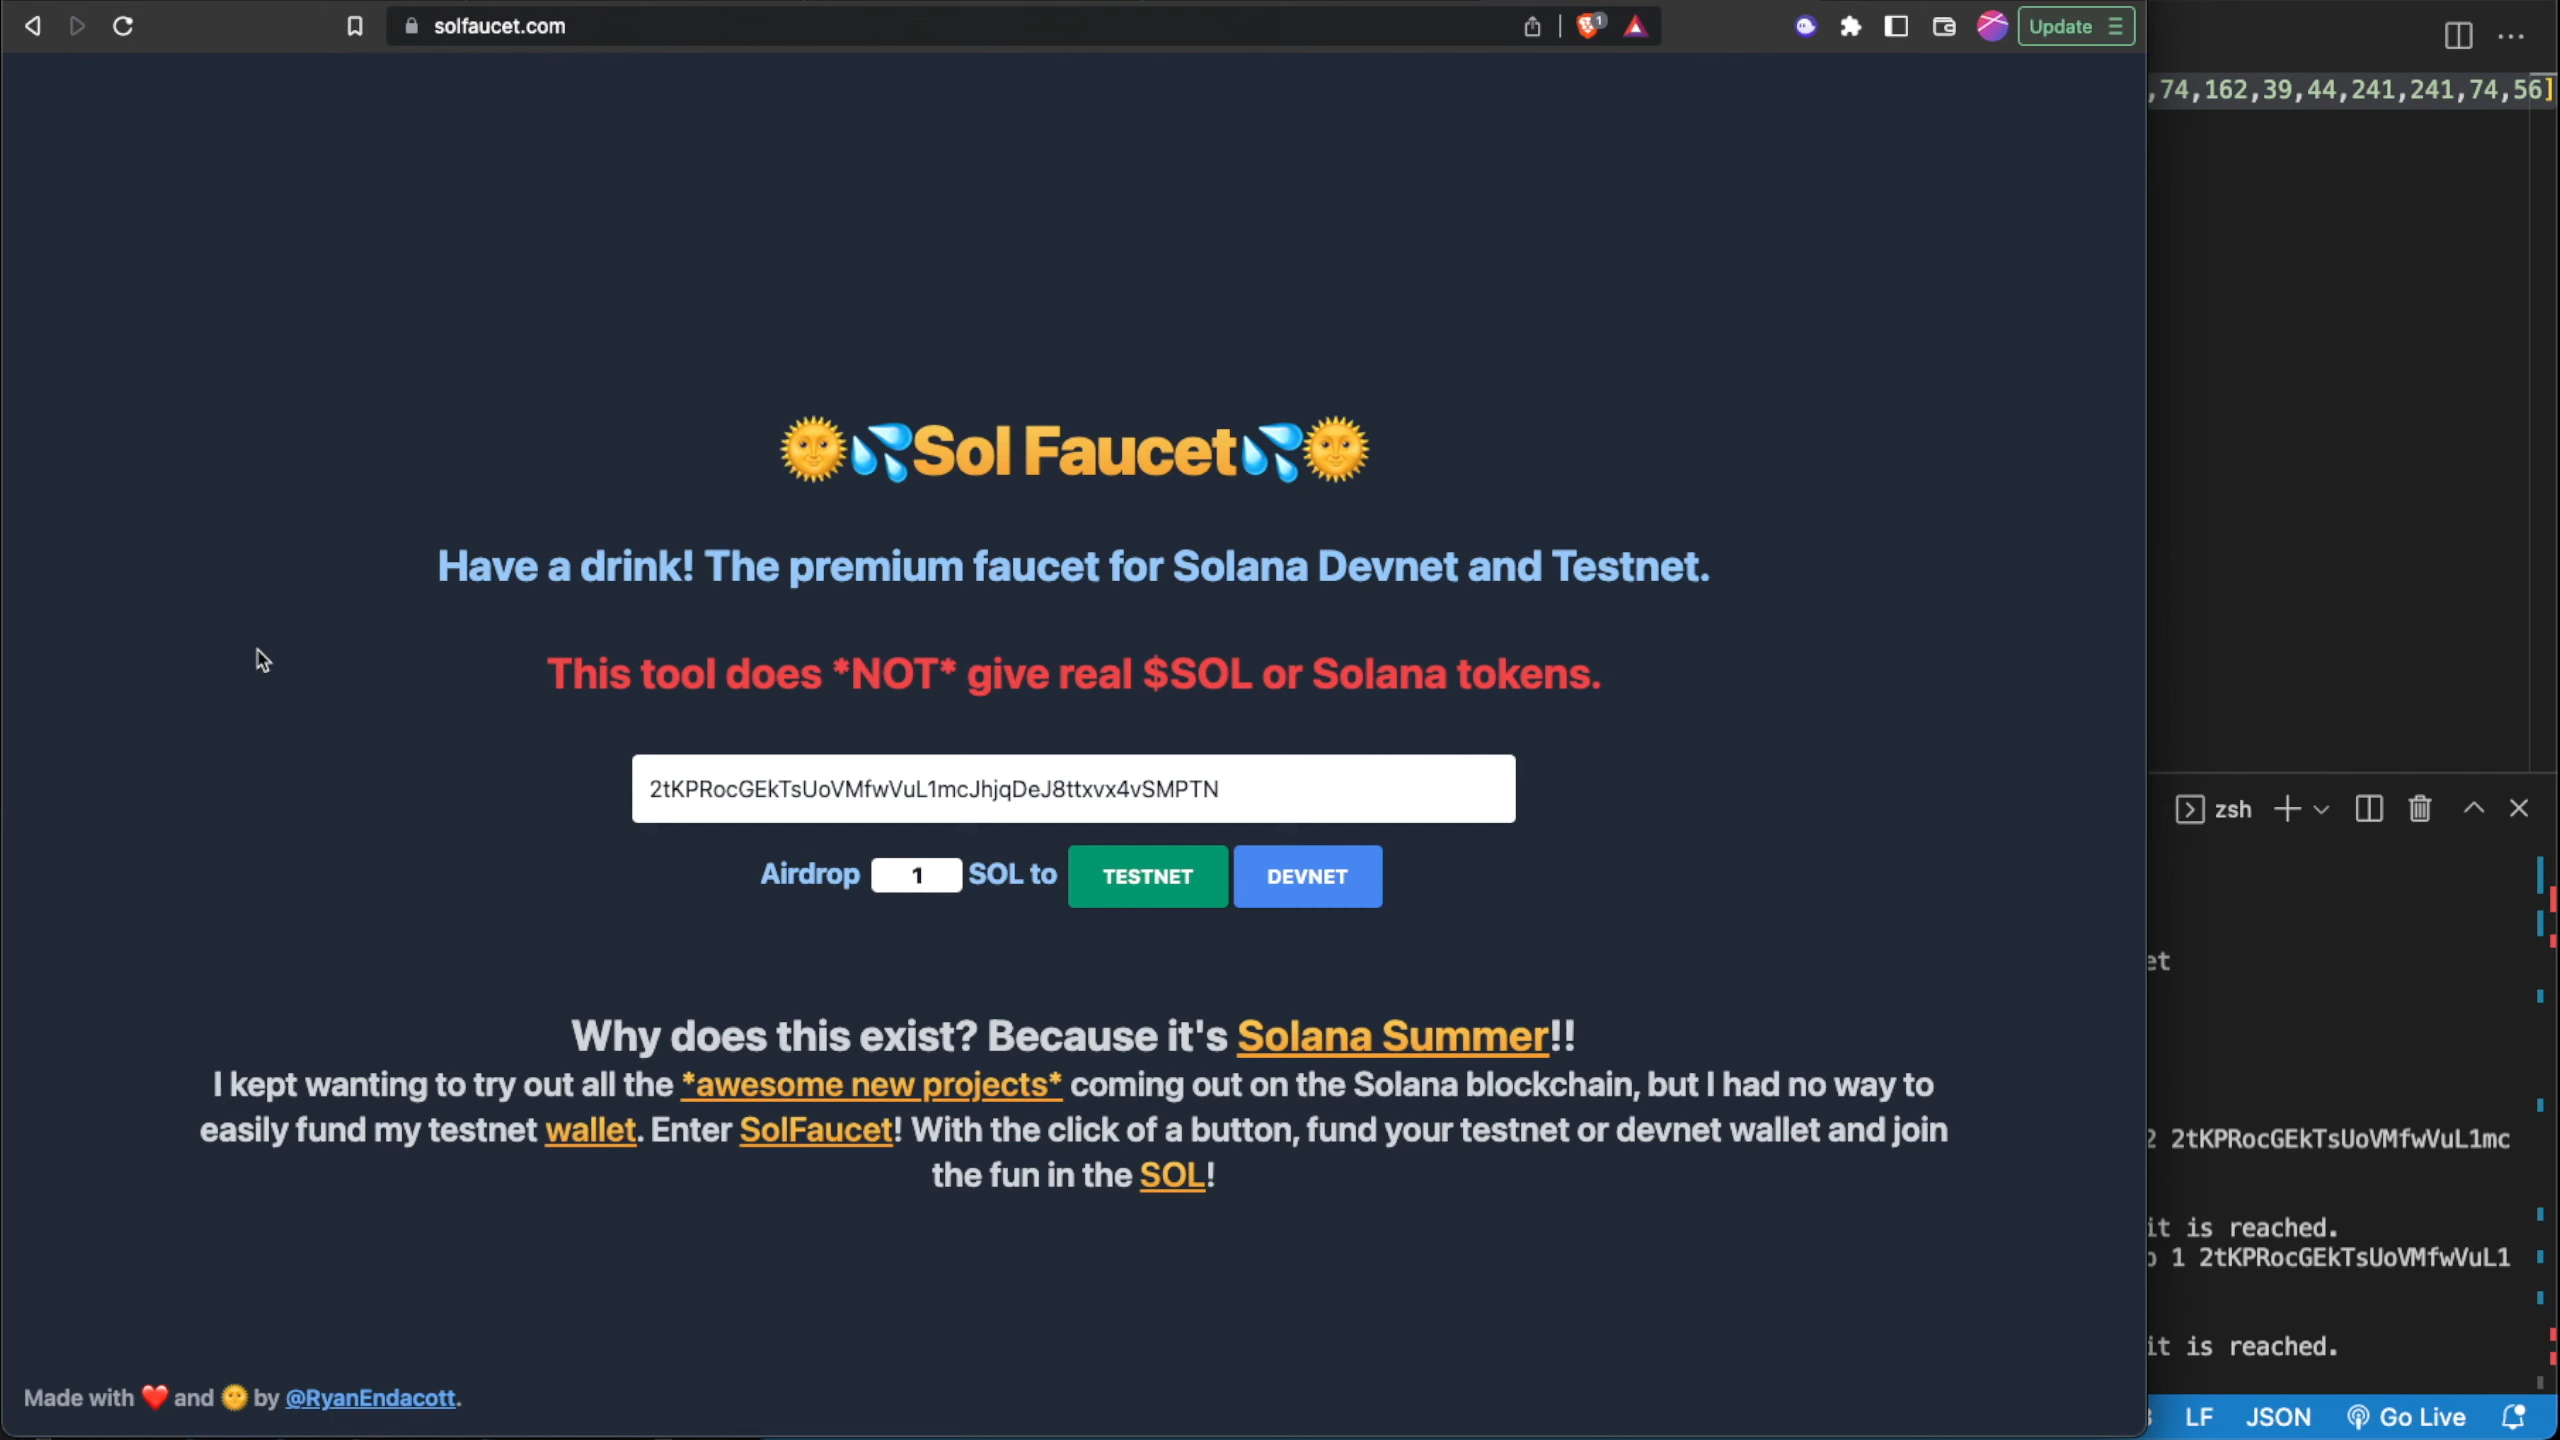 solfaucet.com
1
Update
,74,162,39,44,241,241,74,56]
Sol Faucet
Have a drink! The premium faucet for Solana Devnet and Testnet.
This tool does *NOT* give real $SOL or Solana tokens.
2tKPRocGEkTsUoVMfwVuL1mcJhjqDeJ8ttxvx4vSMPTN
zsh
Airdrop 1 SOL to TESTNET DEVNET
et
Why does this exist? Because it's Solana Summer!!
I kept wanting to try out all the *awesome new projects* coming out on the Solana blockchain, but I had no way to
easily fund my testnet wallet. Enter SolFaucet! With the click of a button, fund your testnet or devnet wallet and join
the fun in the SOL!
2 2tKPRocGEkTsUoVMfwVuL1mc
it is reached.
1 2tKPRocGEkTsUoVMfwVuL1
it is reached.
Made with ❤️ and 🌞 by @RyanEndacott.
LF JSON Go Live